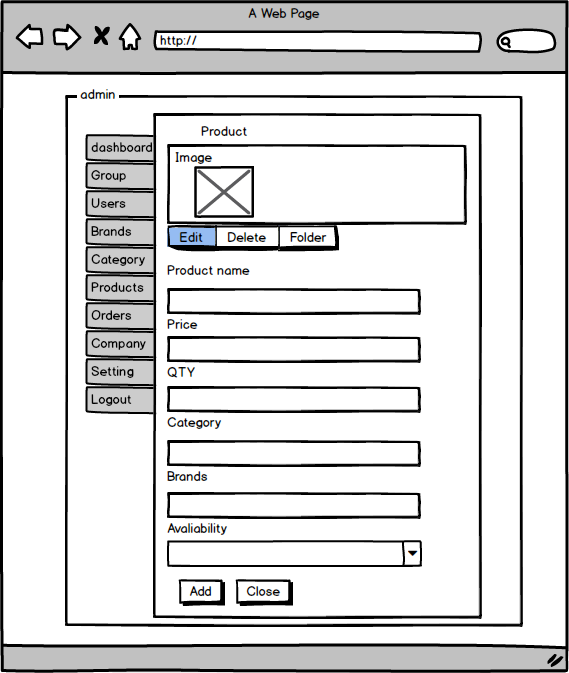 A Web Page
http://
admin
dashboard
Group
Users
Brands
Category
Products
Orders
Company
Setting
Logout
Product
Image
Edit Delete Folder
Product name
Price
QTY
Category
Brands
Avaliability
Add Close